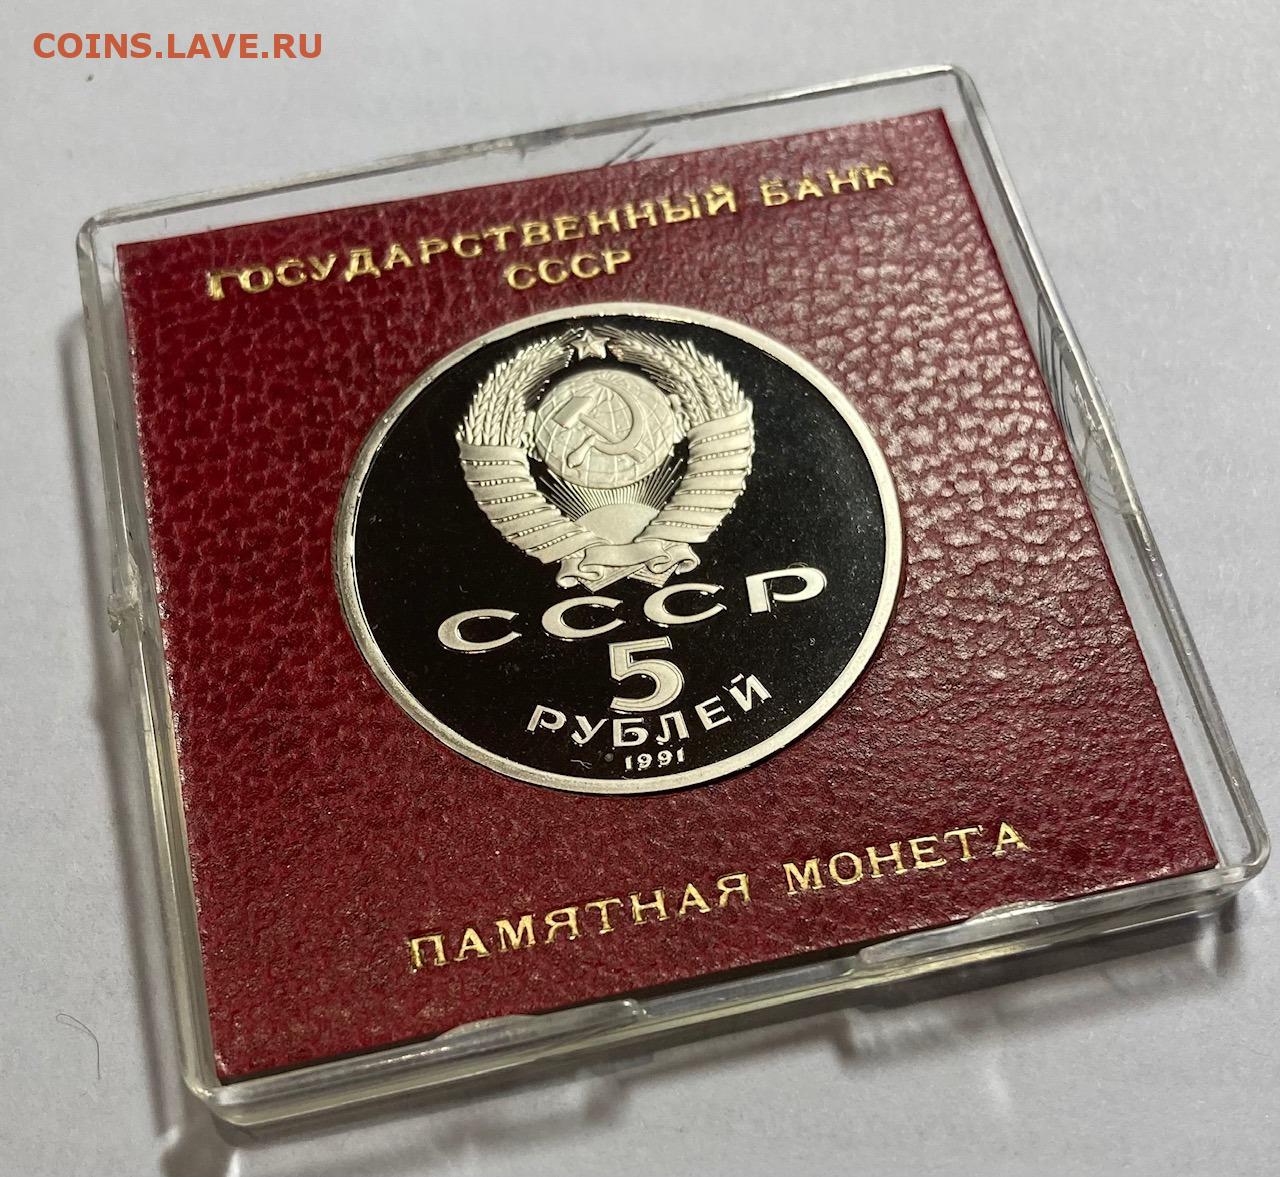 COINS.LAVE.RU
ГОСУДАРСТВЕННЫЙ БАНК
СССР
СССР
5
РУБЛЕЙ
1991
ПАМЯТНАЯ МОНЕТА